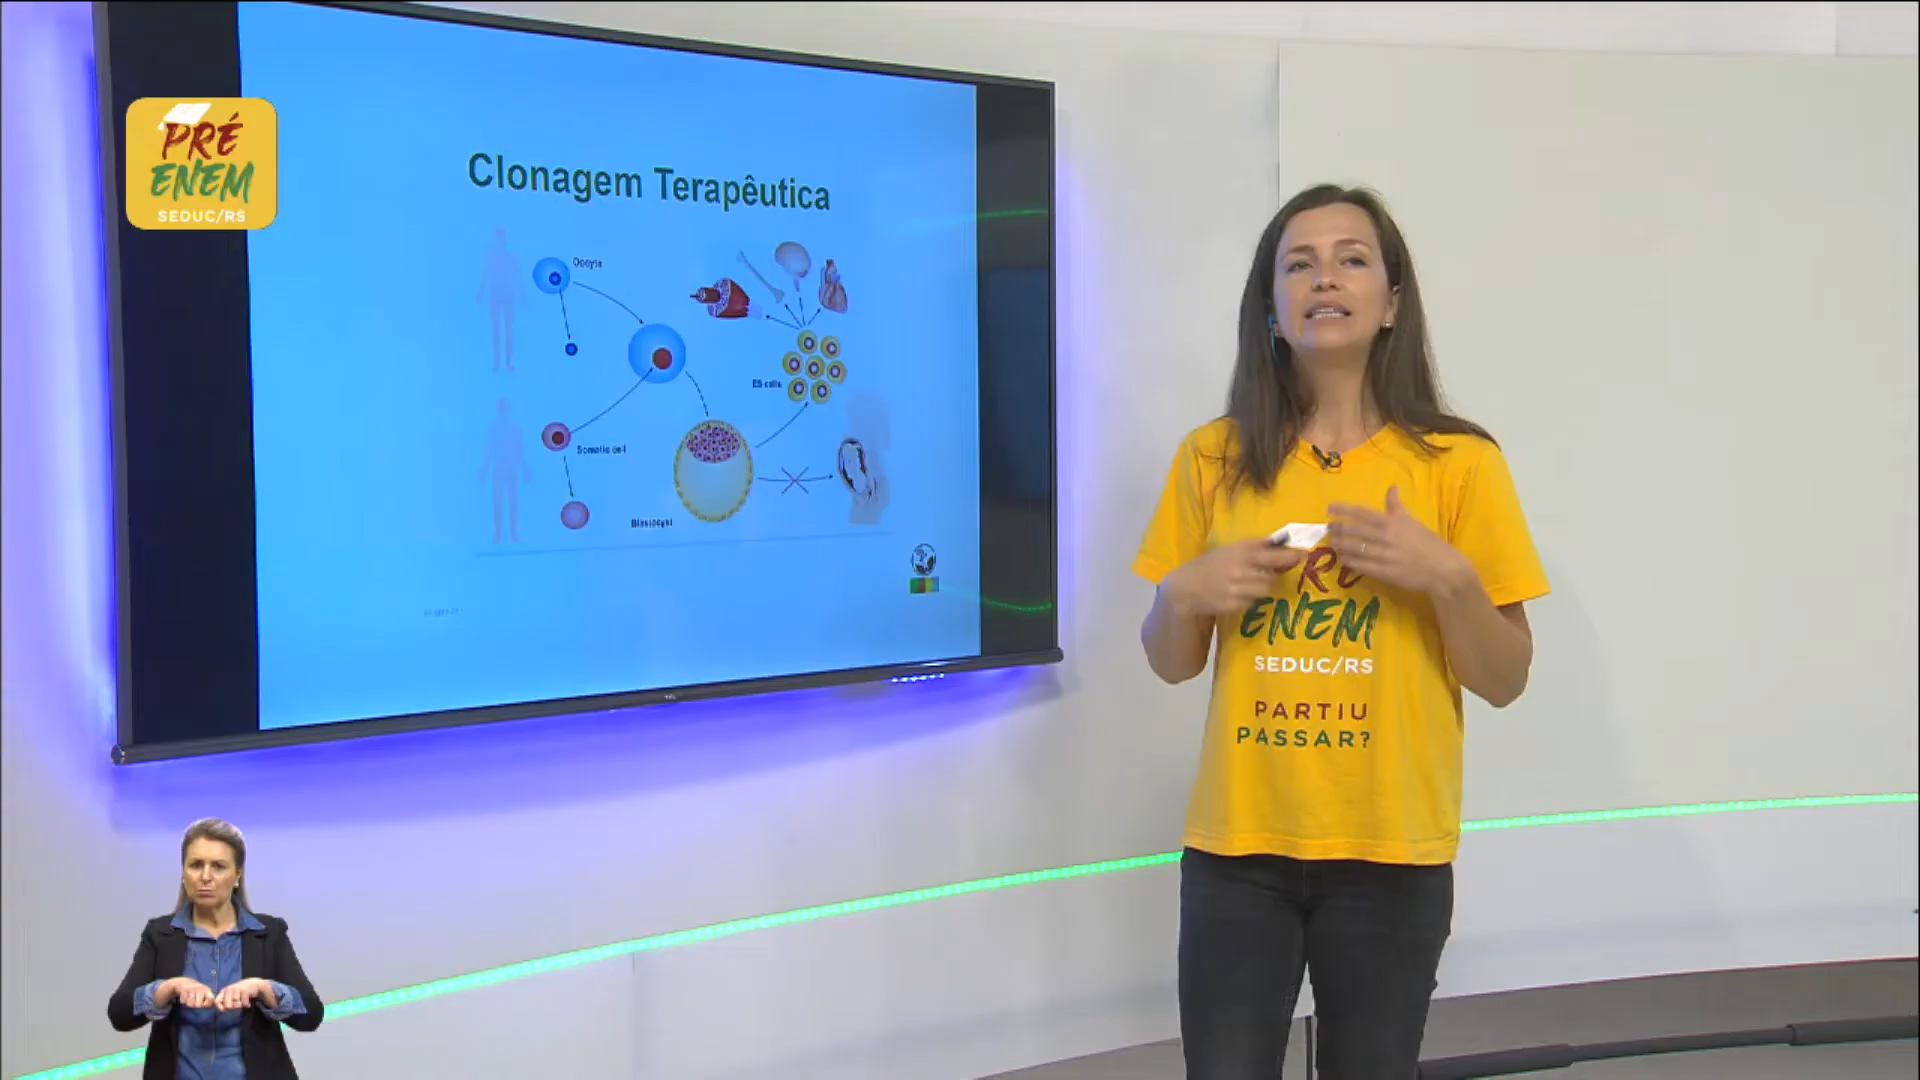 PRÉ
ENEM
SEDUC/RS
Clonagem Terapêutica
Oocyte
ES cells
Somatic cell
Blastocyst
PRÉ
ENEM
SEDUC/RS
PARTIU
PASSAR?